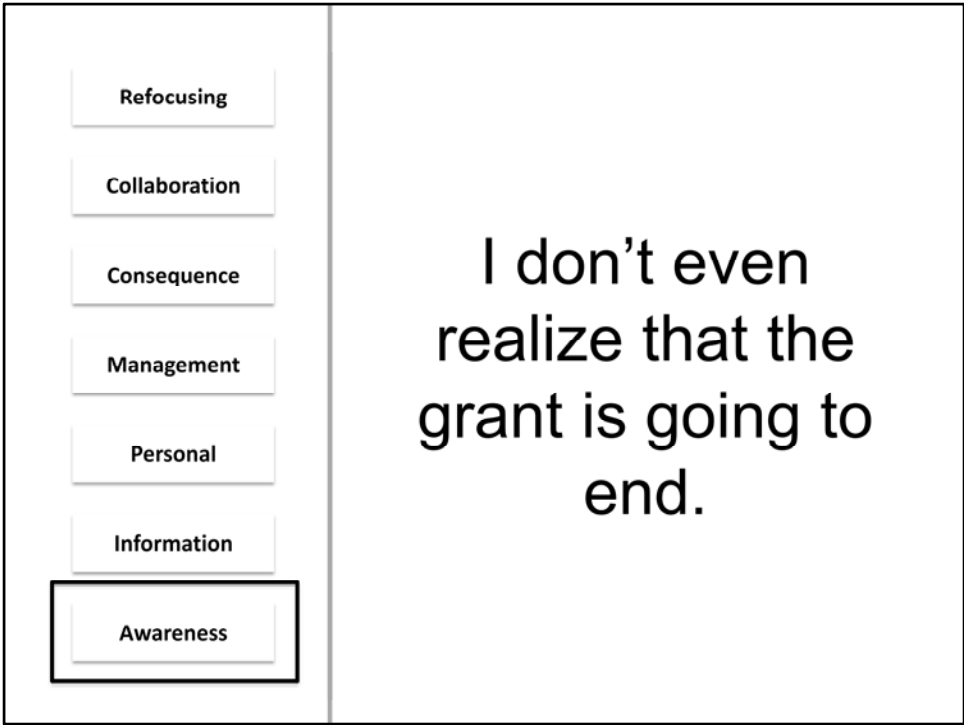 Refocusing
Collaboration
Consequence
Management
Personal
Information
Awareness
I don’t even
realize that the
grant is going to
end.